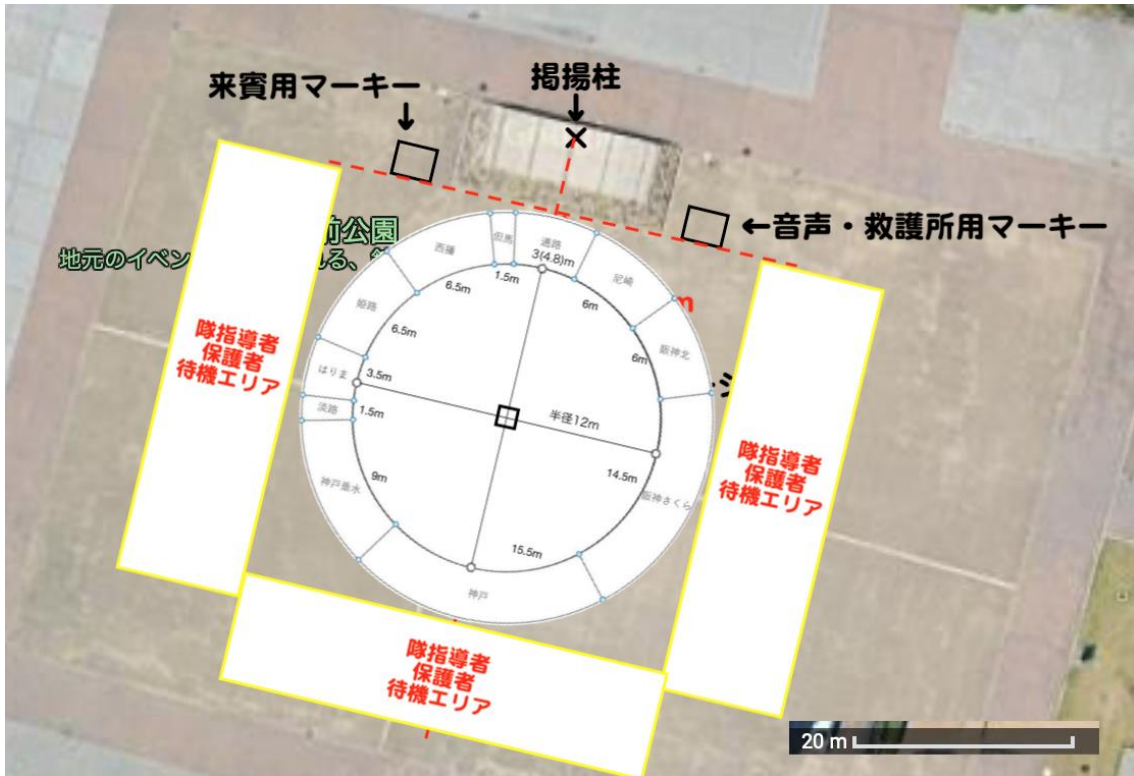 掲揚柱
来賓用マーキー
←音声・救護所用マーキー
前公園
地元のイベン
れる、
m
通路
3(4.8)m
但馬
1.5m
西播
6.5m
尼崎
6m
姫路
6.5m
阪神北
6m
はりま
3.5m
淡路
1.5m
半径12m
神戸垂水
9m
14.5m
阪神さくら
15.5m
神戸
隊指導者
保護者
待機エリア
隊指導者
保護者
待機エリア
隊指導者
保護者
待機エリア
20 m